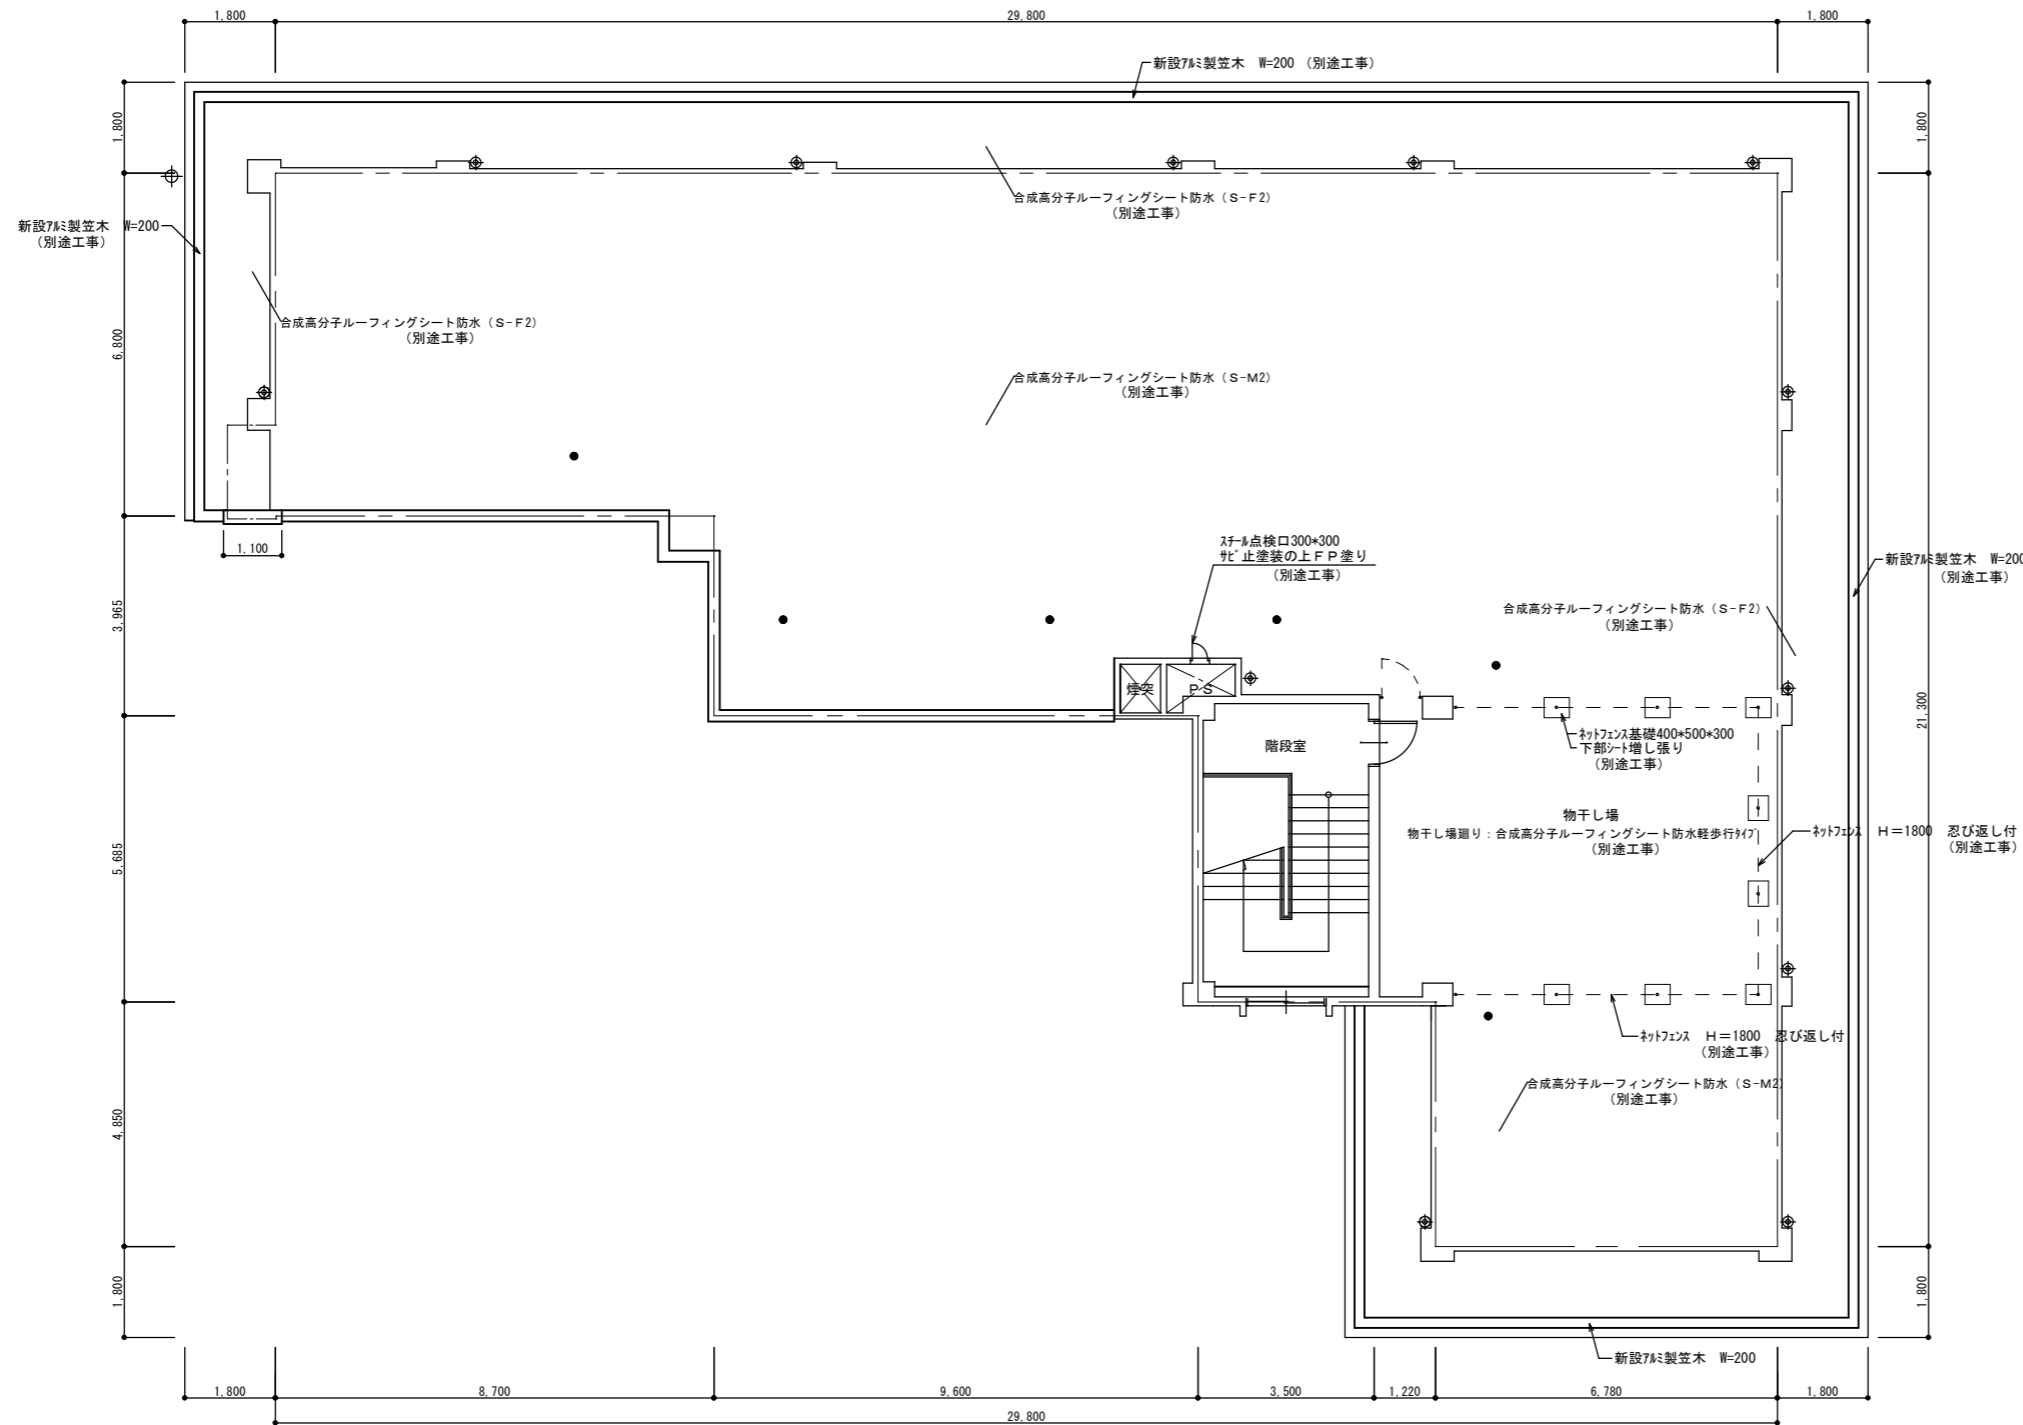 1,800
29,800
1,800
新設ｱﾙﾐ製笠木 W=200 （別途工事）
1,800
1,800
合成高分子ルーフィングシート防水（S-F2）
（別途工事）
新設ｱﾙﾐ製笠木 W=200
（別途工事）
合成高分子ルーフィングシート防水（S-F2）
（別途工事）
6,800
合成高分子ルーフィングシート防水（S-M2）
（別途工事）
1,100
ｽﾁｰﾙ点検口300*300
ｻﾋﾞ止塗装の上ＦＰ塗り
（別途工事）
新設ｱﾙﾐ製笠木 W=200
（別途工事）
3,965
合成高分子ルーフィングシート防水（S-F2）
（別途工事）
煙突
ＰＳ
21,300
階段室
ﾈｯﾄﾌｪﾝｽ基礎400*500*300
下部ｼｰﾄ増し張り
（別途工事）
物干し場
物干し場廻り：合成高分子ルーフィングシート防水軽歩行ﾀｲﾌﾟ
（別途工事）
ﾈｯﾄﾌｪﾝｽ Ｈ＝1800 忍び返し付
（別途工事）
5,685
ﾈｯﾄﾌｪﾝｽ Ｈ＝1800 忍び返し付
（別途工事）
合成高分子ルーフィングシート防水（S-M2）
（別途工事）
4,850
1,800
1,800
新設ｱﾙﾐ製笠木 W=200
1,800
8,700
9,600
3,500
1,220
6,780
1,800
29,800